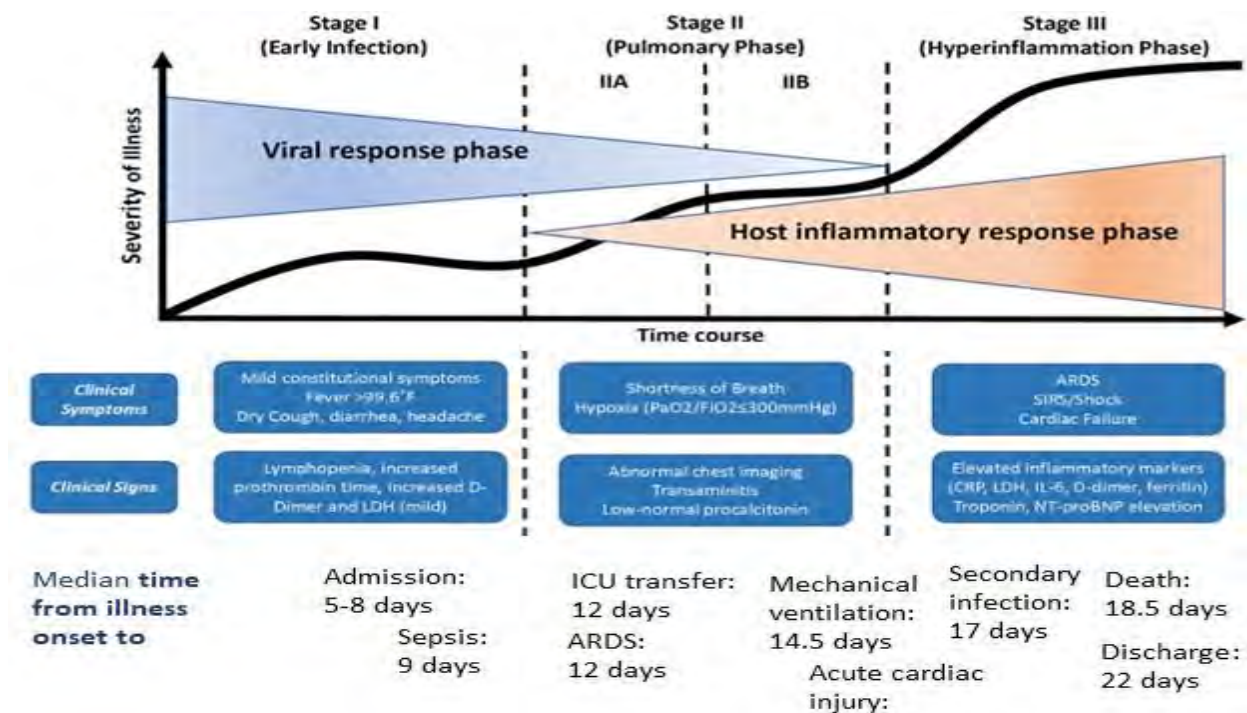 Stage I
(Early Infection)
Stage II
(Pulmonary Phase)
Stage III
(Hyperinflammation Phase)
IIA
IIB
Severity of Illness
Viral response phase
Host inflammatory response phase
Time course
Clinical
Symptoms
Mild constitutional symptoms
Fever >99.6°F
Dry Cough, diarrhea, headache
Shortness of Breath
Hypoxia (PaO2/FiO2≤300mmHg)
ARDS
SIRS/Shock
Cardiac Failure
Clinical Signs
Lymphopenia, increased
prothrombin time, increased D-
Dimer and LDH (mild)
Abnormal chest imaging
Transaminitis
Low-normal procalcitonin
Elevated inflammatory markers
(CRP, LDH, IL-6, D-dimer, ferritin)
Troponin, NT-proBNP elevation
Median time
from illness
onset to
Admission:
5-8 days
Sepsis:
9 days
ICU transfer:
12 days
ARDS:
12 days
Mechanical
ventilation:
14.5 days
Acute cardiac
injury:
Secondary
infection:
17 days
Death:
18.5 days
Discharge:
22 days